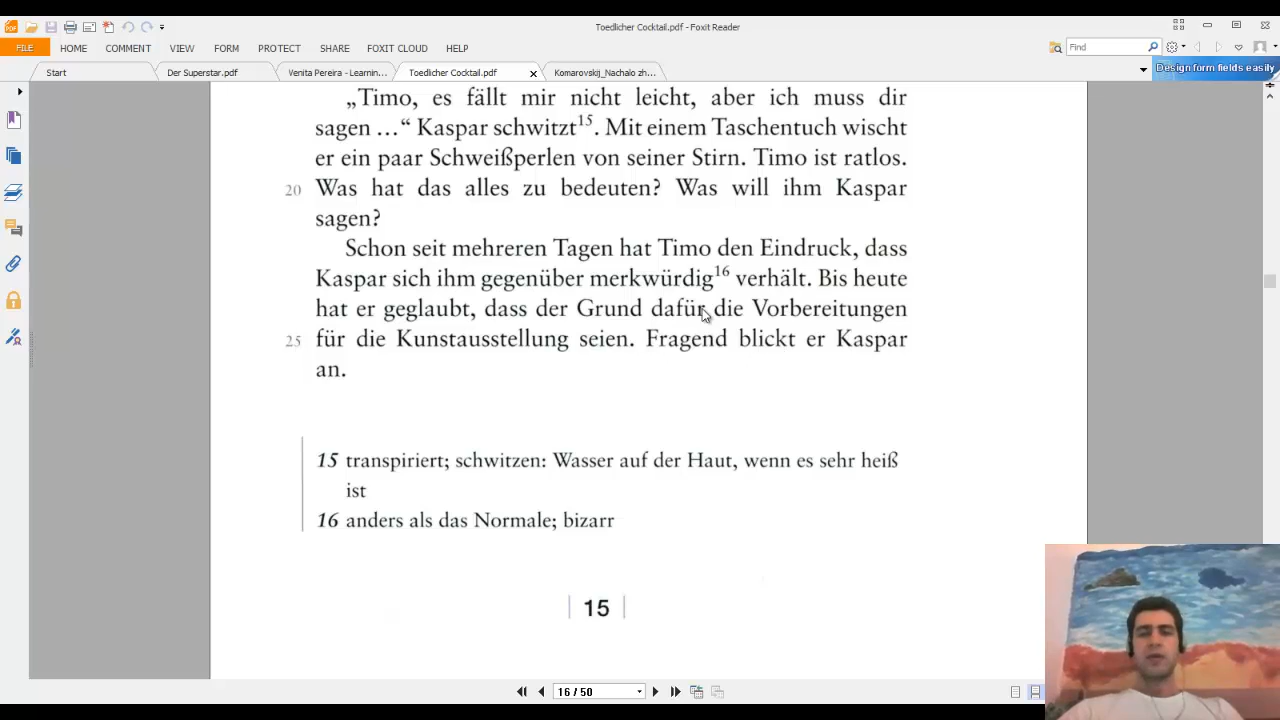 Toedlicher Cocktail.pdf - Foxit Reader
FILE HOME COMMENT VIEW FORM PROTECT SHARE FOXIT CLOUD HELP
Find
Start Der Superstar.pdf Venita Pereira - Learnin... Toedlicher Cocktail.pdf Komarovskij_Nachalo zh...
Design form fields easily
„Timo, es fällt mir nicht leicht, aber ich muss dir
sagen …“ Kaspar schwitzt15. Mit einem Taschentuch wischt
er ein paar Schweißperlen von seiner Stirn. Timo ist ratlos.
20 Was hat das alles zu bedeuten? Was will ihm Kaspar
sagen?
Schon seit mehreren Tagen hat Timo den Eindruck, dass
Kaspar sich ihm gegenüber merkwürdig16 verhält. Bis heute
hat er geglaubt, dass der Grund dafür die Vorbereitungen
25 für die Kunstausstellung seien. Fragend blickt er Kaspar
an.
15 transpiriert; schwitzen: Wasser auf der Haut, wenn es sehr heiß
ist
16 anders als das Normale; bizarr
15
16 / 50